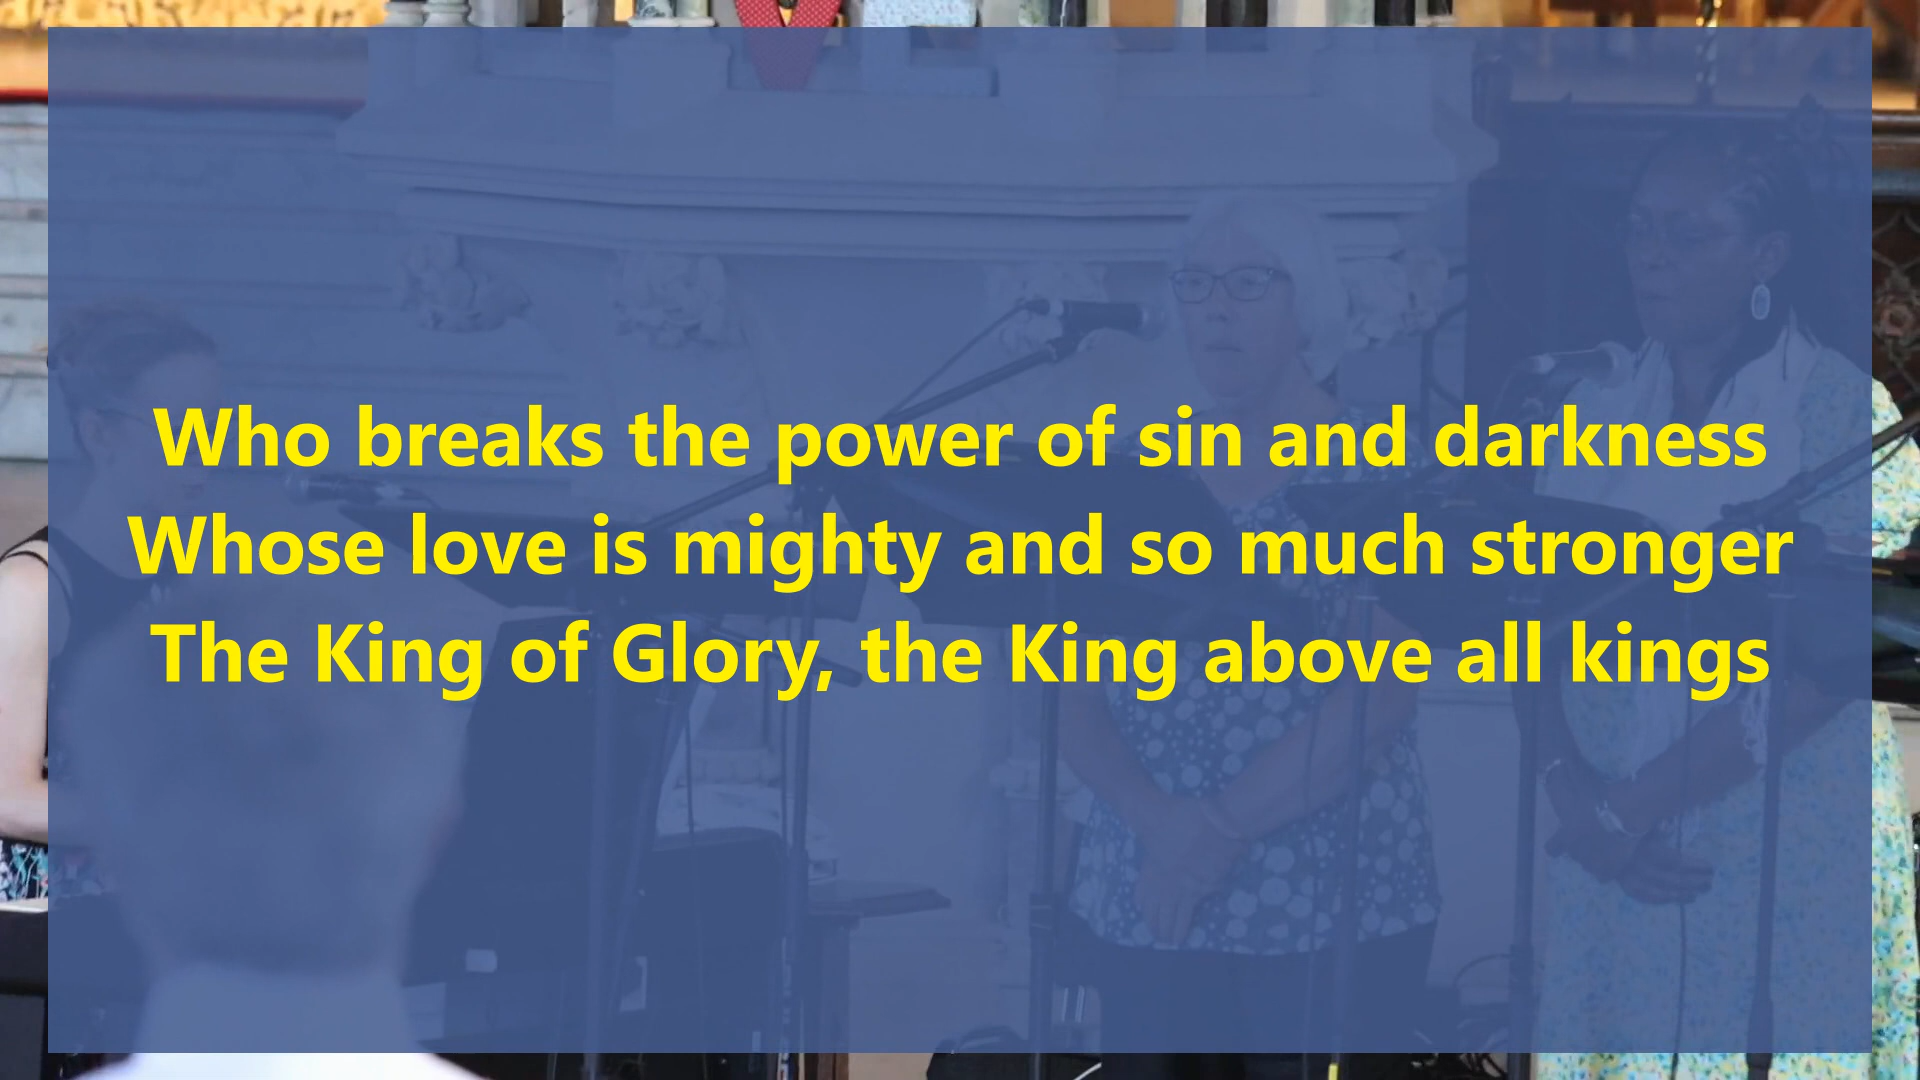 Who breaks the power of sin and darkness
Whose love is mighty and so much stronger
The King of Glory, the King above all kings